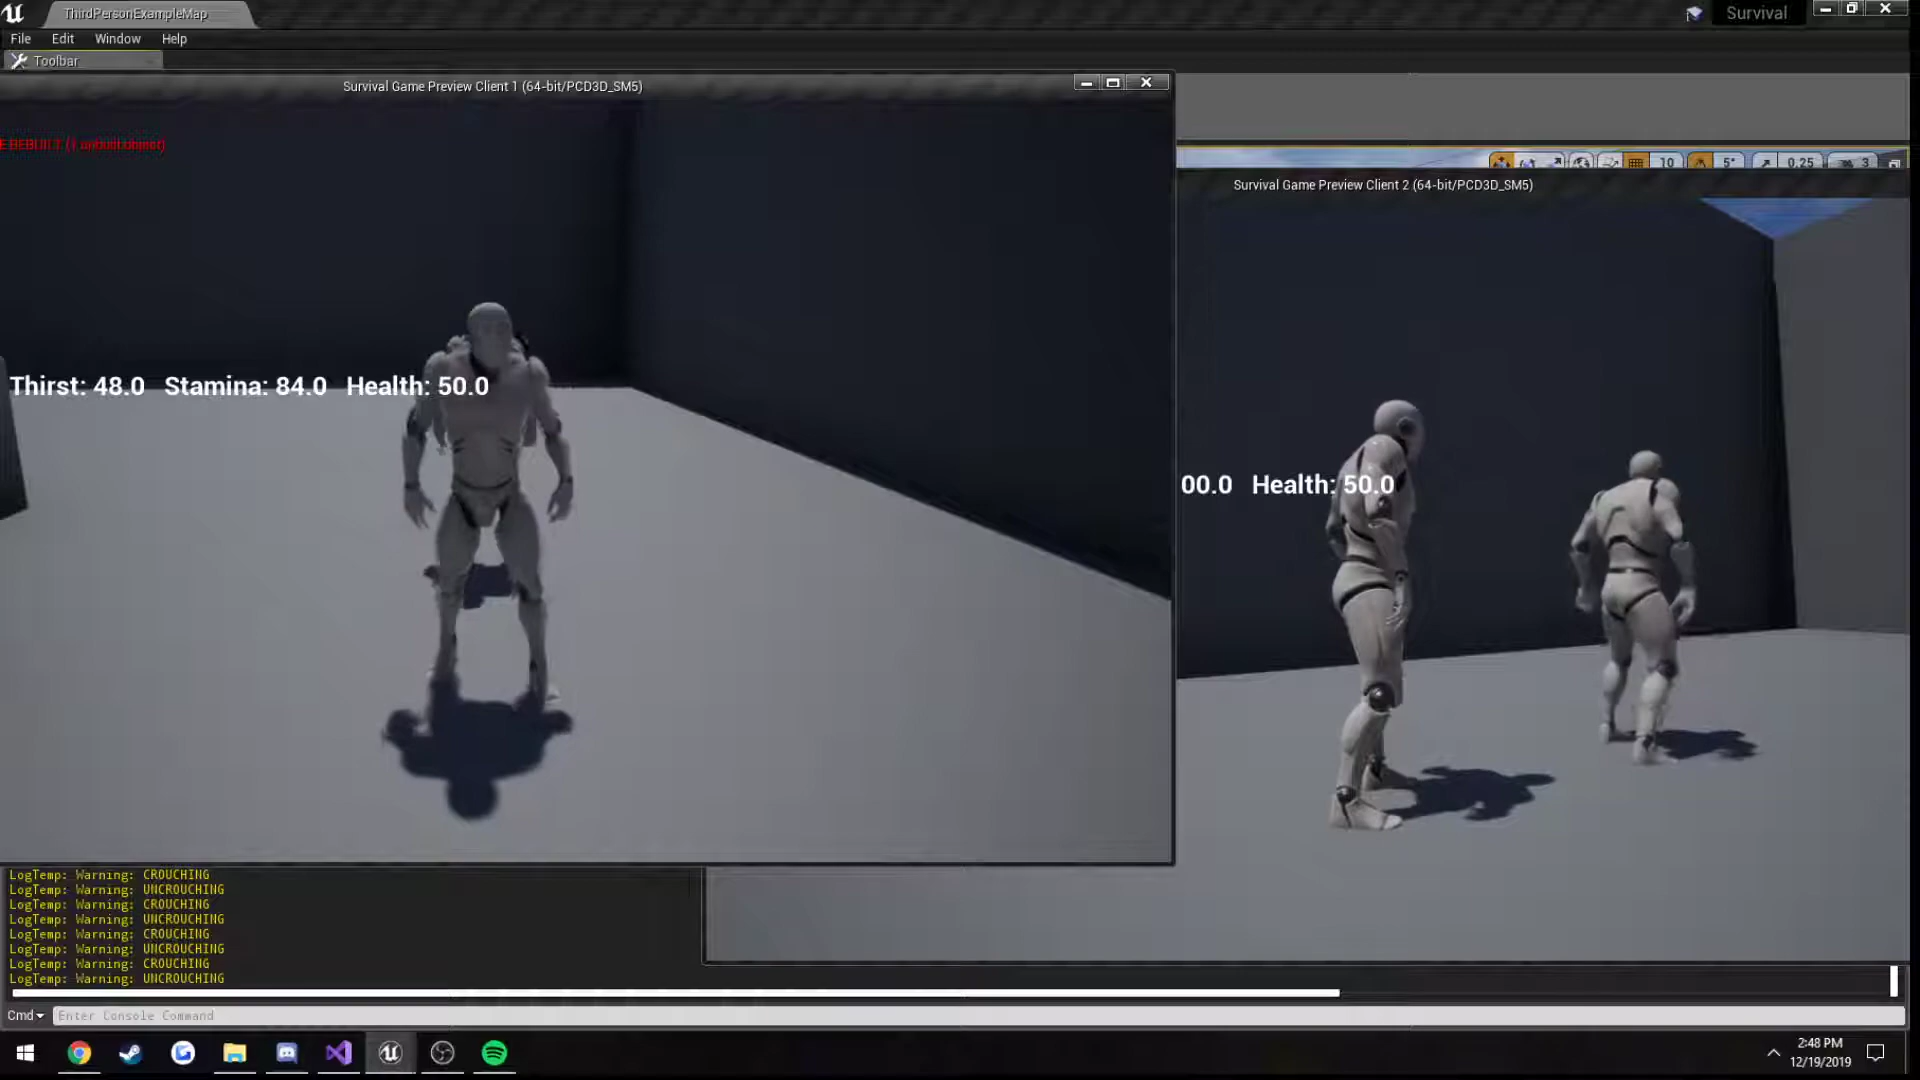 ThirdPersonExampleMap
Survival
File Edit Window Help
Toolbar
Survival Game Preview Client 1 (64-bit/PCD3D_SM5)
10 5° 0.25 3
Survival Game Preview Client 2 (64-bit/PCD3D_SM5)
Thirst: 48.0 Stamina: 84.0 Health: 50.0
00.0 Health: 50.0
LogTemp: Warning: CROUCHING
LogTemp: Warning: UNCROUCHING
LogTemp: Warning: CROUCHING
LogTemp: Warning: UNCROUCHING
LogTemp: Warning: CROUCHING
LogTemp: Warning: UNCROUCHING
LogTemp: Warning: CROUCHING
LogTemp: Warning: UNCROUCHING
Cmd Enter Console Command
2:48 PM
12/19/2019